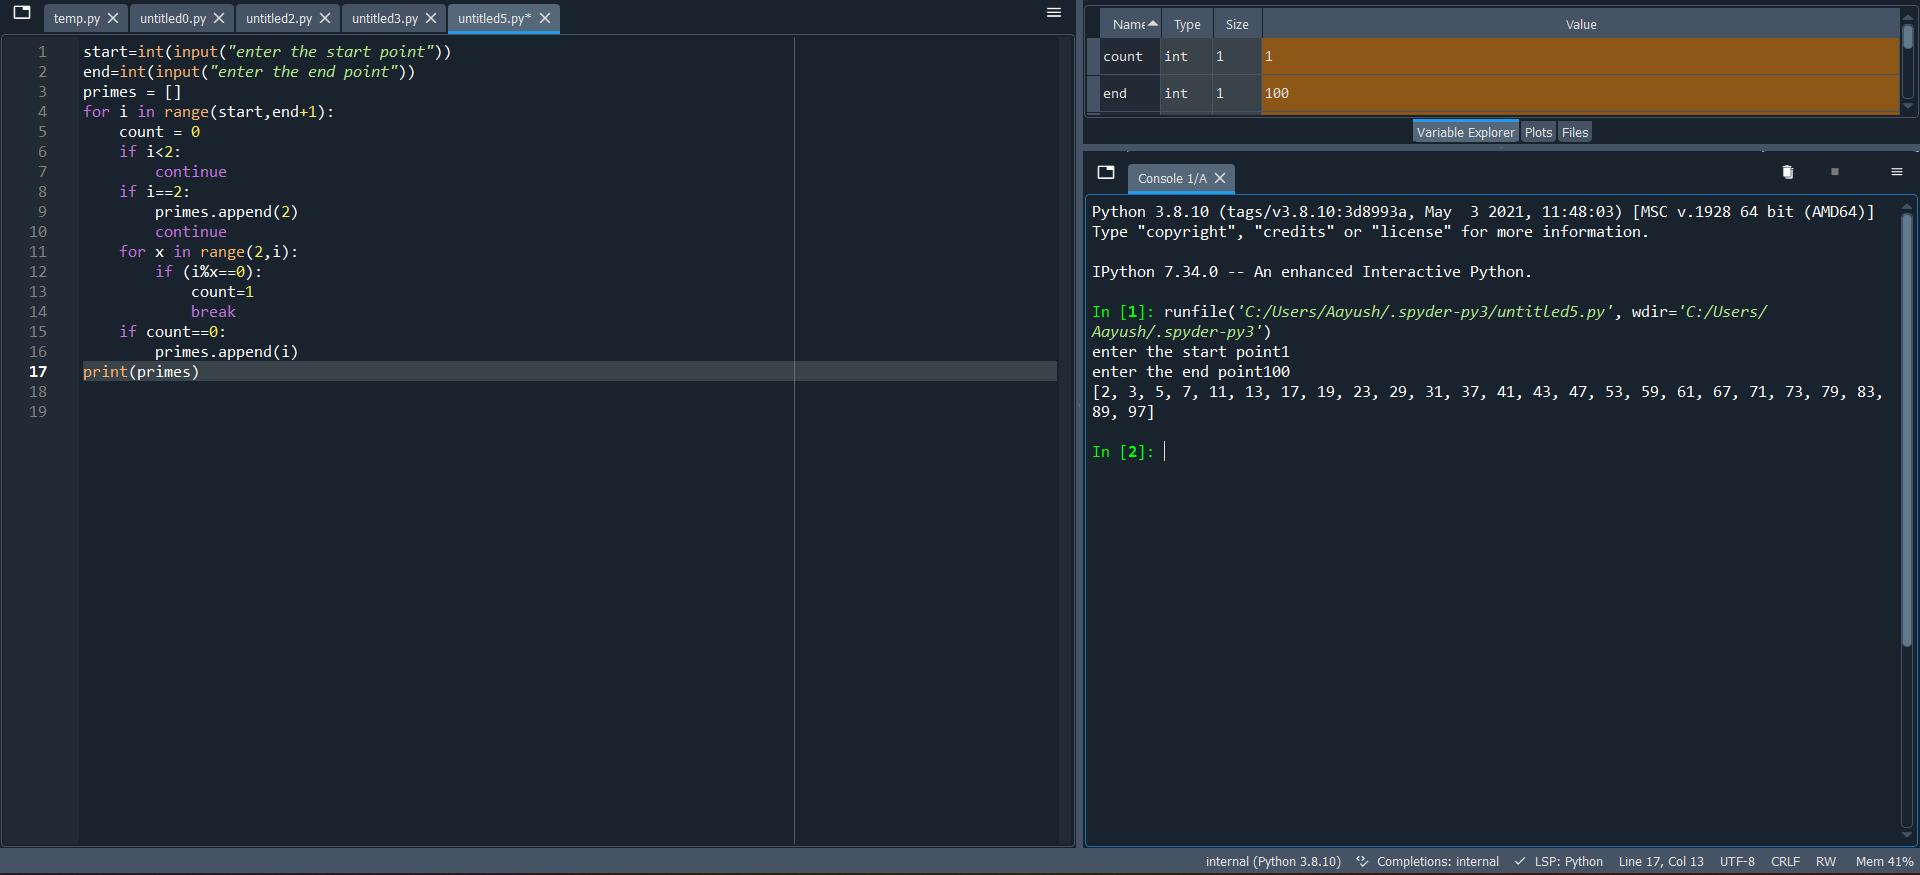 temp.py untitled0.py untitled2.py untitled3.py untitled5.py*
1 start=int(input("enter the start point"))
2 end=int(input("enter the end point"))
3 primes = []
4 for i in range(start,end+1):
5     count = 0
6     if i<2:
7         continue
8     if i==2:
9         primes.append(2)
10         continue
11     for x in range(2,i):
12         if (i%x==0):
13             count=1
14             break
15     if count==0:
16         primes.append(i)
17 print(primes)
18
19
Name Type Size Value
count int 1 1
end int 1 100
Variable Explorer Plots Files
Console 1/A
Python 3.8.10 (tags/v3.8.10:3d8993a, May  3 2021, 11:48:03) [MSC v.1928 64 bit (AMD64)]
Type "copyright", "credits" or "license" for more information.
IPython 7.34.0 -- An enhanced Interactive Python.
In [1]: runfile('C:/Users/Aayush/.spyder-py3/untitled5.py', wdir='C:/Users/
Aayush/.spyder-py3')
enter the start point1
enter the end point100
[2, 3, 5, 7, 11, 13, 17, 19, 23, 29, 31, 37, 41, 43, 47, 53, 59, 61, 67, 71, 73, 79, 83,
89, 97]
In [2]:
internal (Python 3.8.10) Completions: internal LSP: Python Line 17, Col 13 UTF-8 CRLF RW Mem 41%